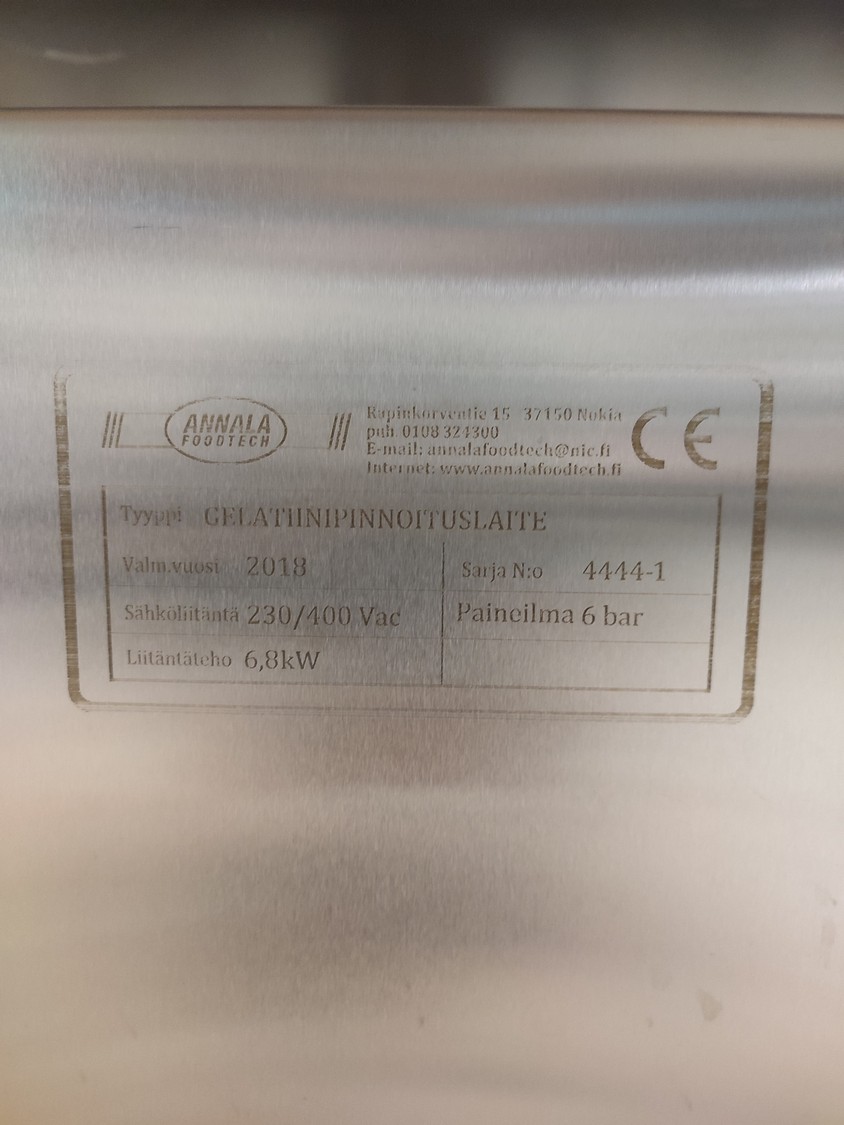 ANNALA
FOODTECH
Rapinkorventie 15 37150 Nokia
puh 0108 324300
E-mail: annalafoodtech@nic.fi
Internet: www.annalafoodtech.fi
CE
Tyyppi GELATIINIPINNOITUSLAITE
Valm.vuosi 2018
Sarja N:o 4444-1
Sähköliitäntä 230/400 Vac
Paineilma 6 bar
Liitäntäteho 6,8kW